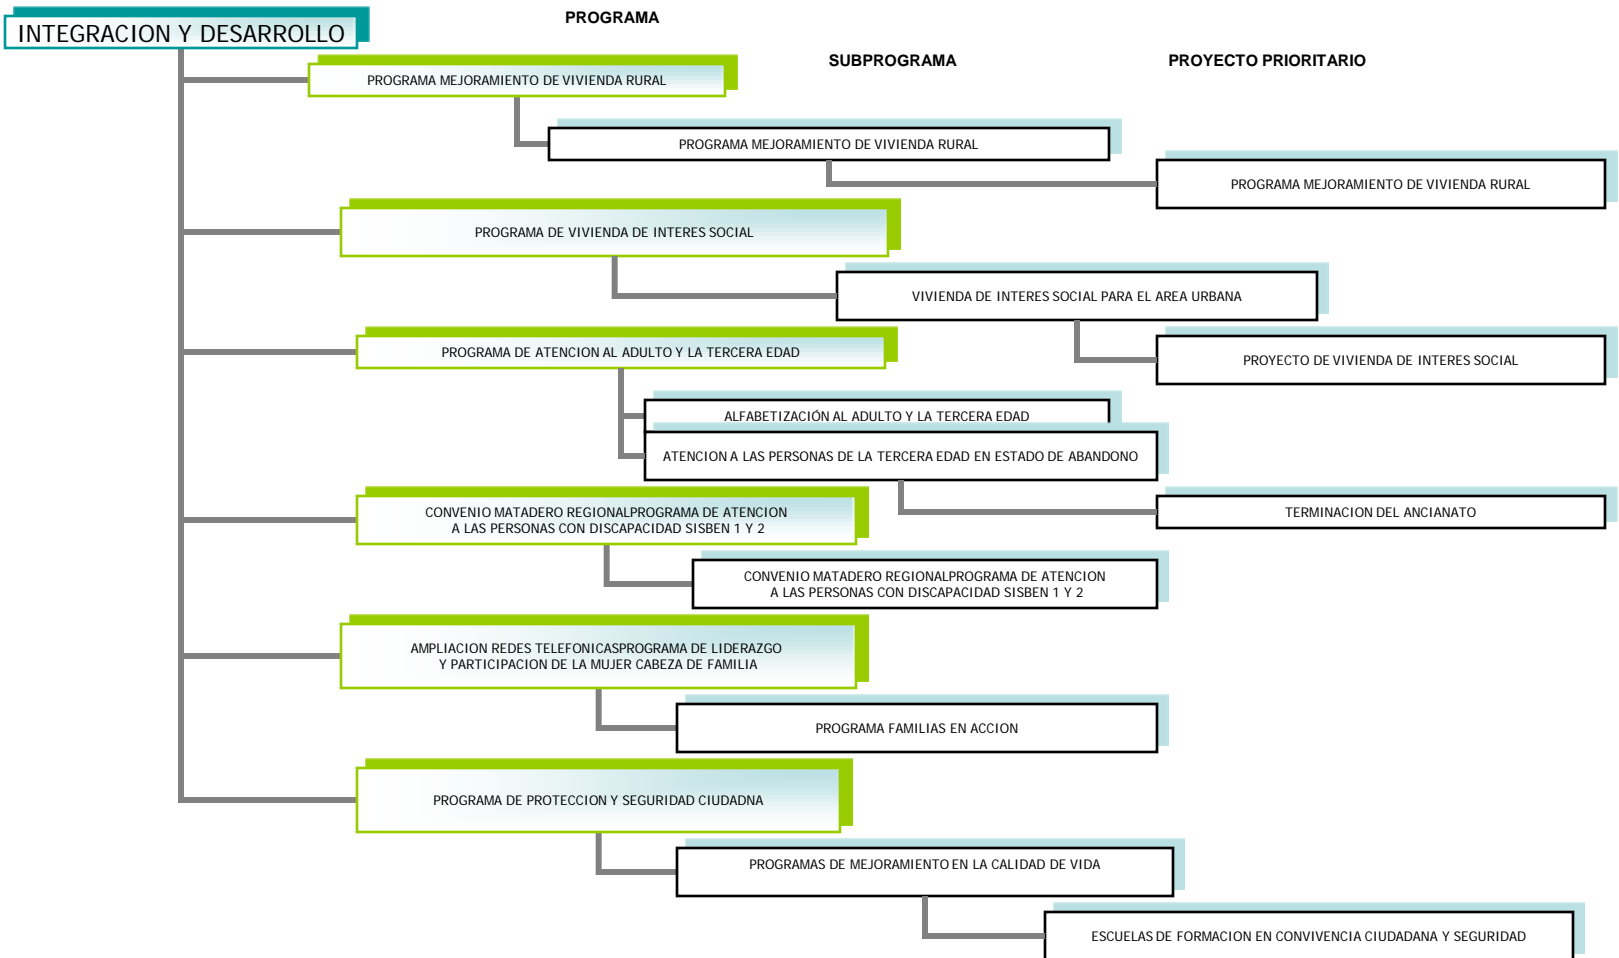 PROGRAMA
INTEGRACION Y DESARROLLO
SUBPROGRAMA
PROYECTO PRIORITARIO
PROGRAMA MEJORAMIENTO DE VIVIENDA RURAL
PROGRAMA MEJORAMIENTO DE VIVIENDA RURAL
PROGRAMA MEJORAMIENTO DE VIVIENDA RURAL
PROGRAMA DE VIVIENDA DE INTERES SOCIAL
VIVIENDA DE INTERES SOCIAL PARA EL AREA URBANA
PROGRAMA DE ATENCION AL ADULTO Y LA TERCERA EDAD
PROYECTO DE VIVIENDA DE INTERES SOCIAL
ALFABETIZACIÓN AL ADULTO Y LA TERCERA EDAD
ATENCION A LAS PERSONAS DE LA TERCERA EDAD EN ESTADO DE ABANDONO
TERMINACION DEL ANCIANATO
CONVENIO MATADERO REGIONALPROGRAMA DE ATENCION
A LAS PERSONAS CON DISCAPACIDAD SISBEN 1 Y 2
CONVENIO MATADERO REGIONALPROGRAMA DE ATENCION
A LAS PERSONAS CON DISCAPACIDAD SISBEN 1 Y 2
AMPLIACION REDES TELEFONICASPROGRAMA DE LIDERAZGO
Y PARTICIPACION DE LA MUJER CABEZA DE FAMILIA
PROGRAMA FAMILIAS EN ACCION
PROGRAMA DE PROTECCION Y SEGURIDAD CIUDADNA
PROGRAMAS DE MEJORAMIENTO EN LA CALIDAD DE VIDA
ESCUELAS DE FORMACION EN CONVIVENCIA CIUDADANA Y SEGURIDAD